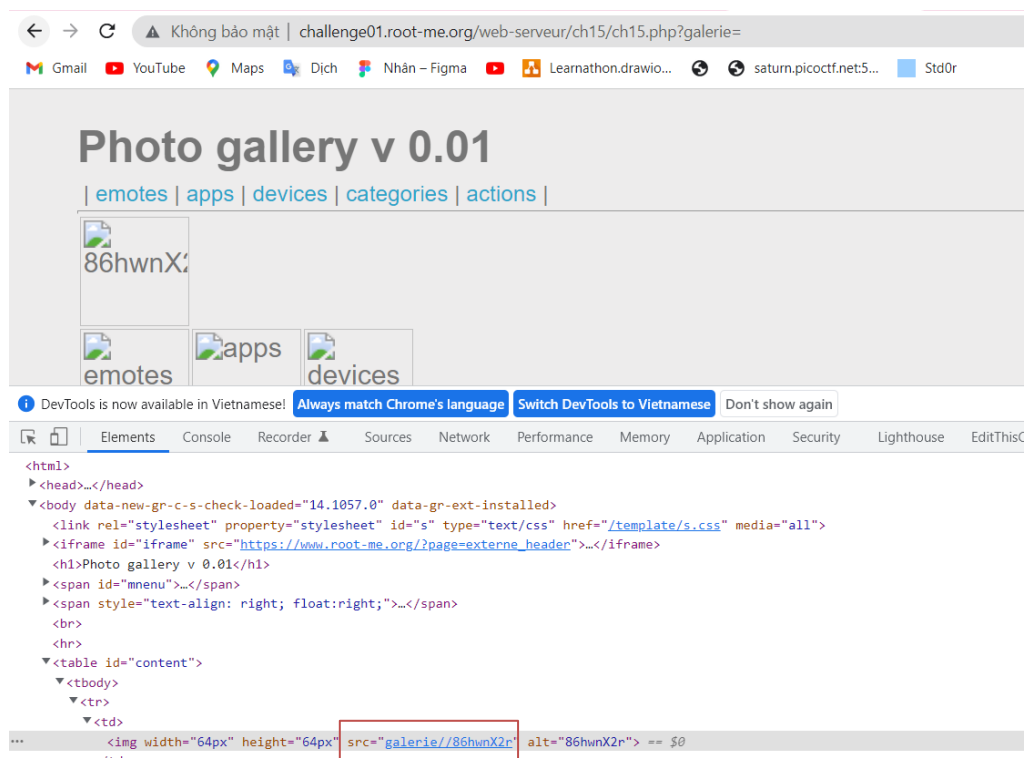 Không bảo mật | challenge01.root-me.org/web-serveur/ch15/ch15.php?galerie=
Gmail YouTube Maps Dịch Nhân – Figma Learnathon.drawio... saturn.picoctf.net:5... Std0r
Photo gallery v 0.01
| emotes | apps | devices | categories | actions |
86hwnX2
emotes apps devices
DevTools is now available in Vietnamese! Always match Chrome's language Switch DevTools to Vietnamese Don't show again
Elements Console Recorder Sources Network Performance Memory Application Security Lighthouse EditThisC
<html>
<head>…</head>
<body data-new-gr-c-s-check-loaded="14.1057.0" data-gr-ext-installed>
<link rel="stylesheet" property="stylesheet" id="s" type="text/css" href="/template/s.css" media="all">
<iframe id="iframe" src="https://www.root-me.org/?page=externe_header">…</iframe>
<h1>Photo gallery v 0.01</h1>
<span id="mnenu">…</span>
<span style="text-align: right; float:right;">…</span>
<br>
<hr>
<table id="content">
<tbody>
<tr>
<td>
<img width="64px" height="64px" src="galerie//86hwnX2r" alt="86hwnX2r"> == $0